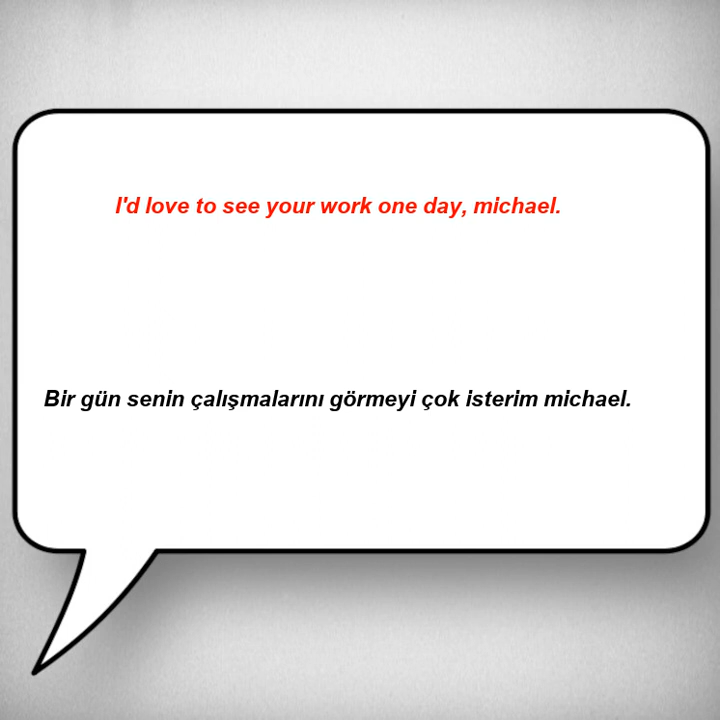 I'd love to see your work one day, michael.
Bir gün senin çalışmalarını görmeyi çok isterim michael.